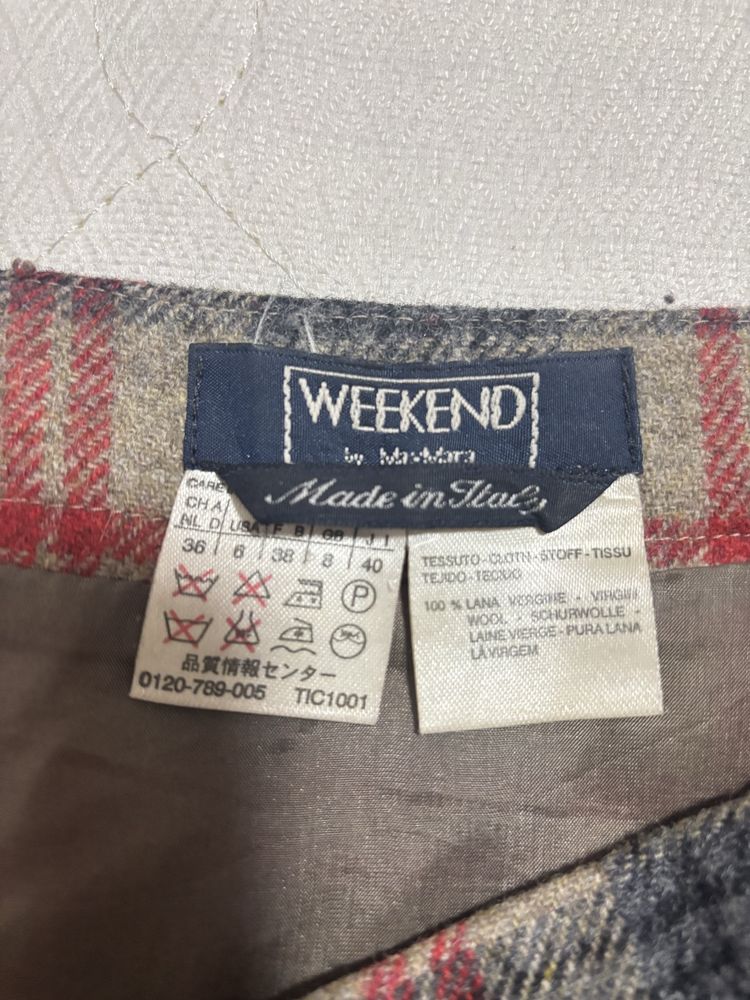 WEEKEND
by MaxMara
Made in Italy
CARE
CH A
NL D USA F B GB J I
36 6 38 8 40
P
品質情報センター
0120-789-005 TIC1001
TESSUTO-CLOTH-STOFF-TISSU
TEJIDO-TECIDO
100 % LANA VERGINE - VIRGIN
WOOL - SCHURWOLLE -
LAINE VIERGE-PURA LANA
LÃ VIRGEM